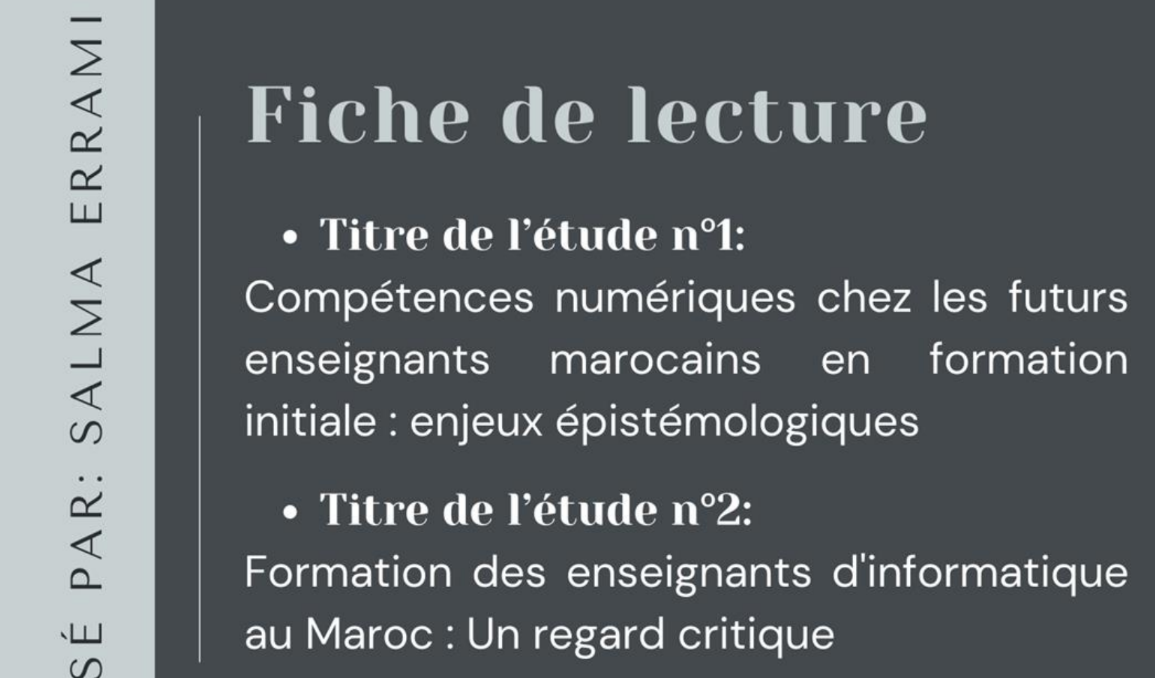 SÉ PAR: SALMA ERRAMI
Fiche de lecture
• Titre de l’étude n°1:
Compétences numériques chez les futurs
enseignants marocains en formation
initiale : enjeux épistémologiques
• Titre de l’étude n°2:
Formation des enseignants d'informatique
au Maroc : Un regard critique